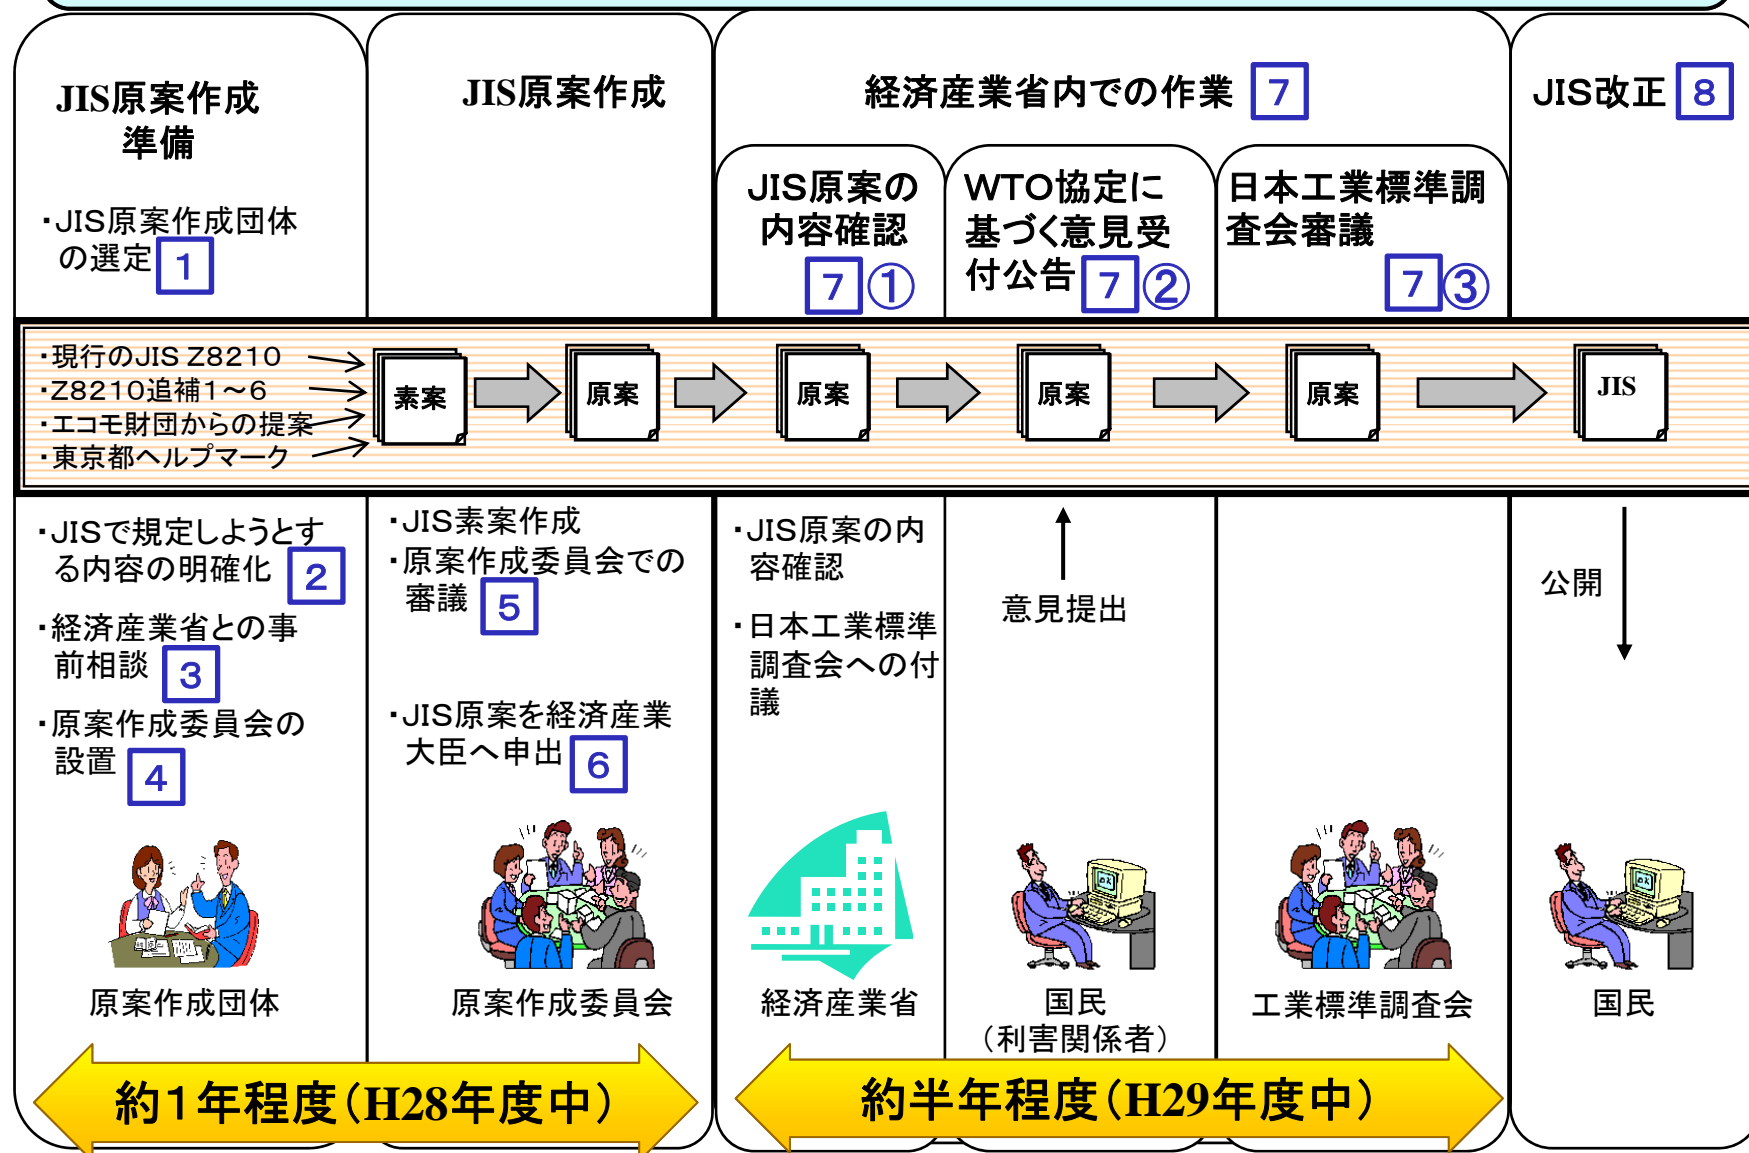 JIS原案作成
準備
・JIS原案作成団体
の選定 1
JIS原案作成
経済産業省内での作業 7
JIS原案の
内容確認
7①
WTO協定に
基づく意見受
付公告 7②
日本工業標準調
査会審議
7③
JIS改正 8
・現行のJIS Z8210
・Z8210追補1～6
・エコモ財団からの提案
・東京都ヘルプマーク
素案
原案
原案
原案
原案
JIS
・JISで規定しようとす
る内容の明確化 2
・経済産業省との事
前相談 3
・原案作成委員会の
設置 4
・JIS素案作成
・原案作成委員会での
審議 5
・JIS原案を経済産業
大臣へ申出 6
・JIS原案の内
容確認
・日本工業標準
調査会への付
議
意見提出
公開
原案作成団体
原案作成委員会
経済産業省
国民
（利害関係者）
工業標準調査会
国民
約1年程度（H28年度中）
約半年程度（H29年度中）